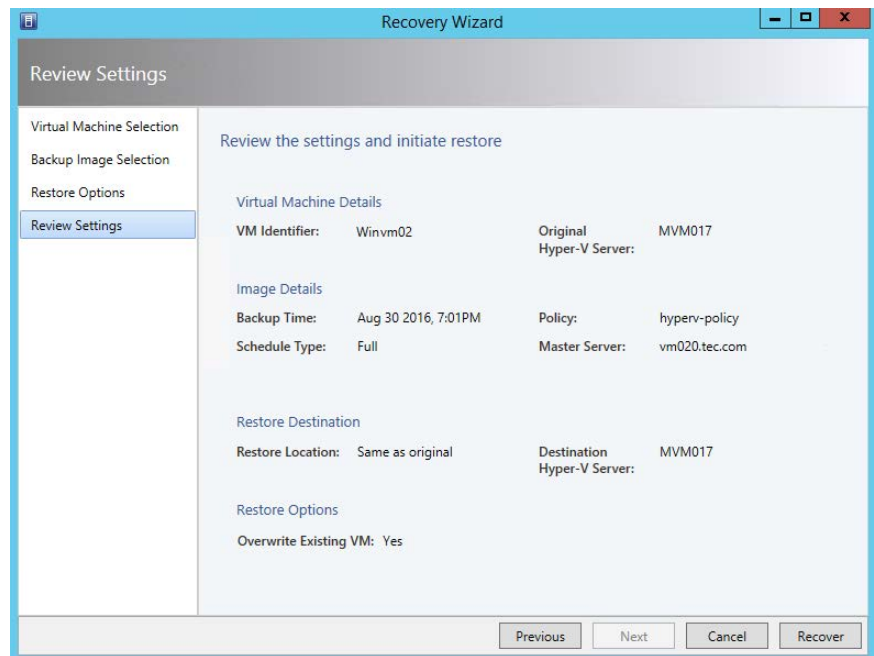 Recovery Wizard
Review Settings
Virtual Machine Selection
Backup Image Selection
Restore Options
Review Settings
Review the settings and initiate restore
Virtual Machine Details
VM Identifier: Winvm02 Original Hyper-V Server: MVM017
Image Details
Backup Time: Aug 30 2016, 7:01PM Policy: hyperv-policy
Schedule Type: Full Master Server: vm020.tec.com
Restore Destination
Restore Location: Same as original Destination Hyper-V Server: MVM017
Restore Options
Overwrite Existing VM: Yes
Previous Next Cancel Recover